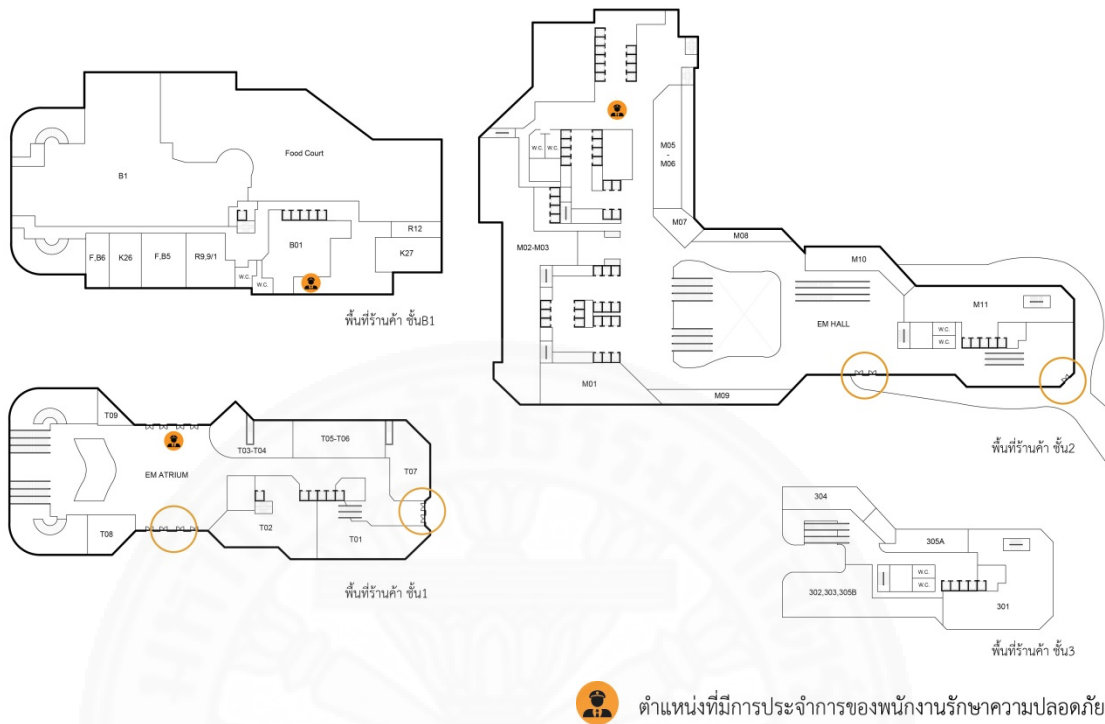 Food Court
B1
B01
R12
K27
F,B6
K26
F,B5
R9,9/1
W.C.
W.C.
พื้นที่ร้านค้า ชั้นB1
W.C.
W.C.
M05
-
M06
M07
M08
M02-M03
M10
M11
EM HALL
W.C.
W.C.
M01
M09
พื้นที่ร้านค้า ชั้น2
T09
T03-T04
T05-T06
T07
EM ATRIUM
T08
T02
T01
พื้นที่ร้านค้า ชั้น1
304
305A
W.C.
W.C.
302,303,305B
301
พื้นที่ร้านค้า ชั้น3
ตำแหน่งที่มีการประจำการของพนักงานรักษาความปลอดภัย